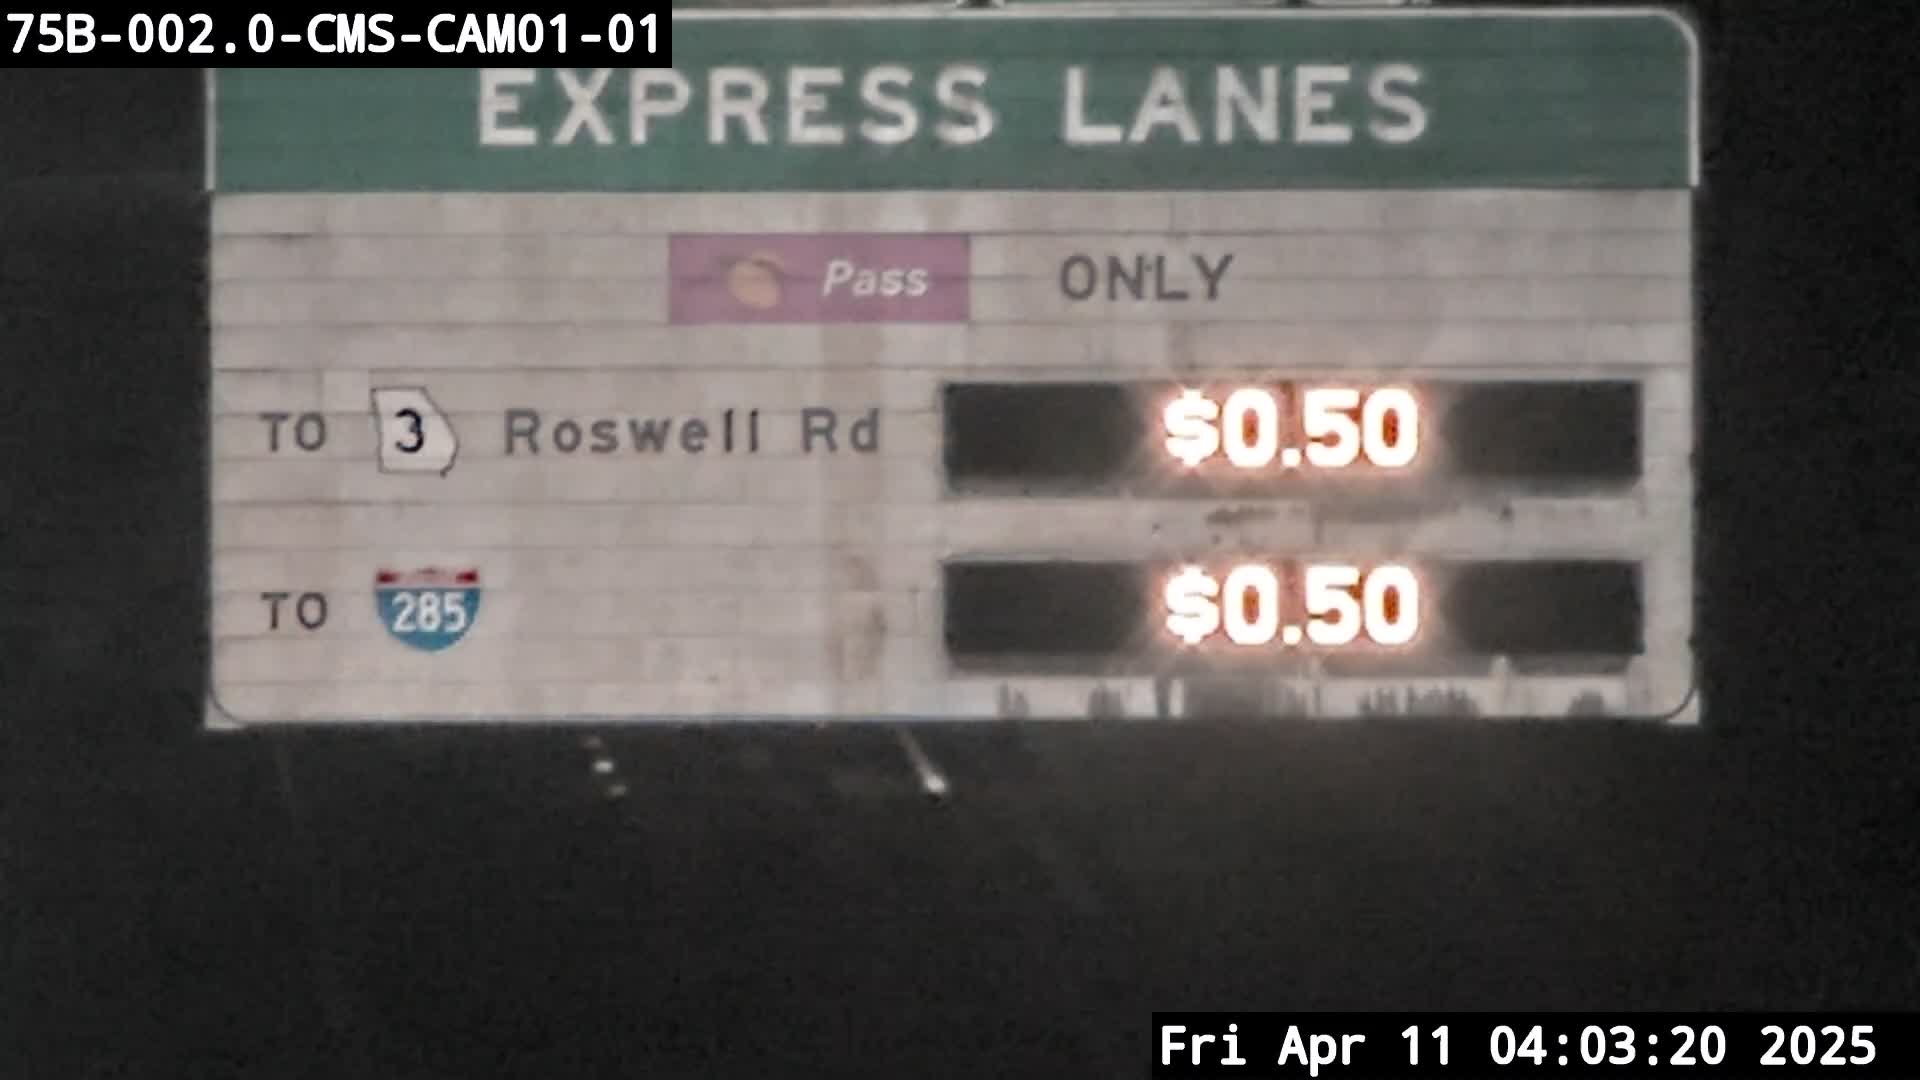 75B-002.0-CMS-CAM01-01
EXPRESS LANES
Pass ONLY
TO 3 Roswell Rd $0.50
TO 285 $0.50
Fri Apr 11 04:03:20 2025